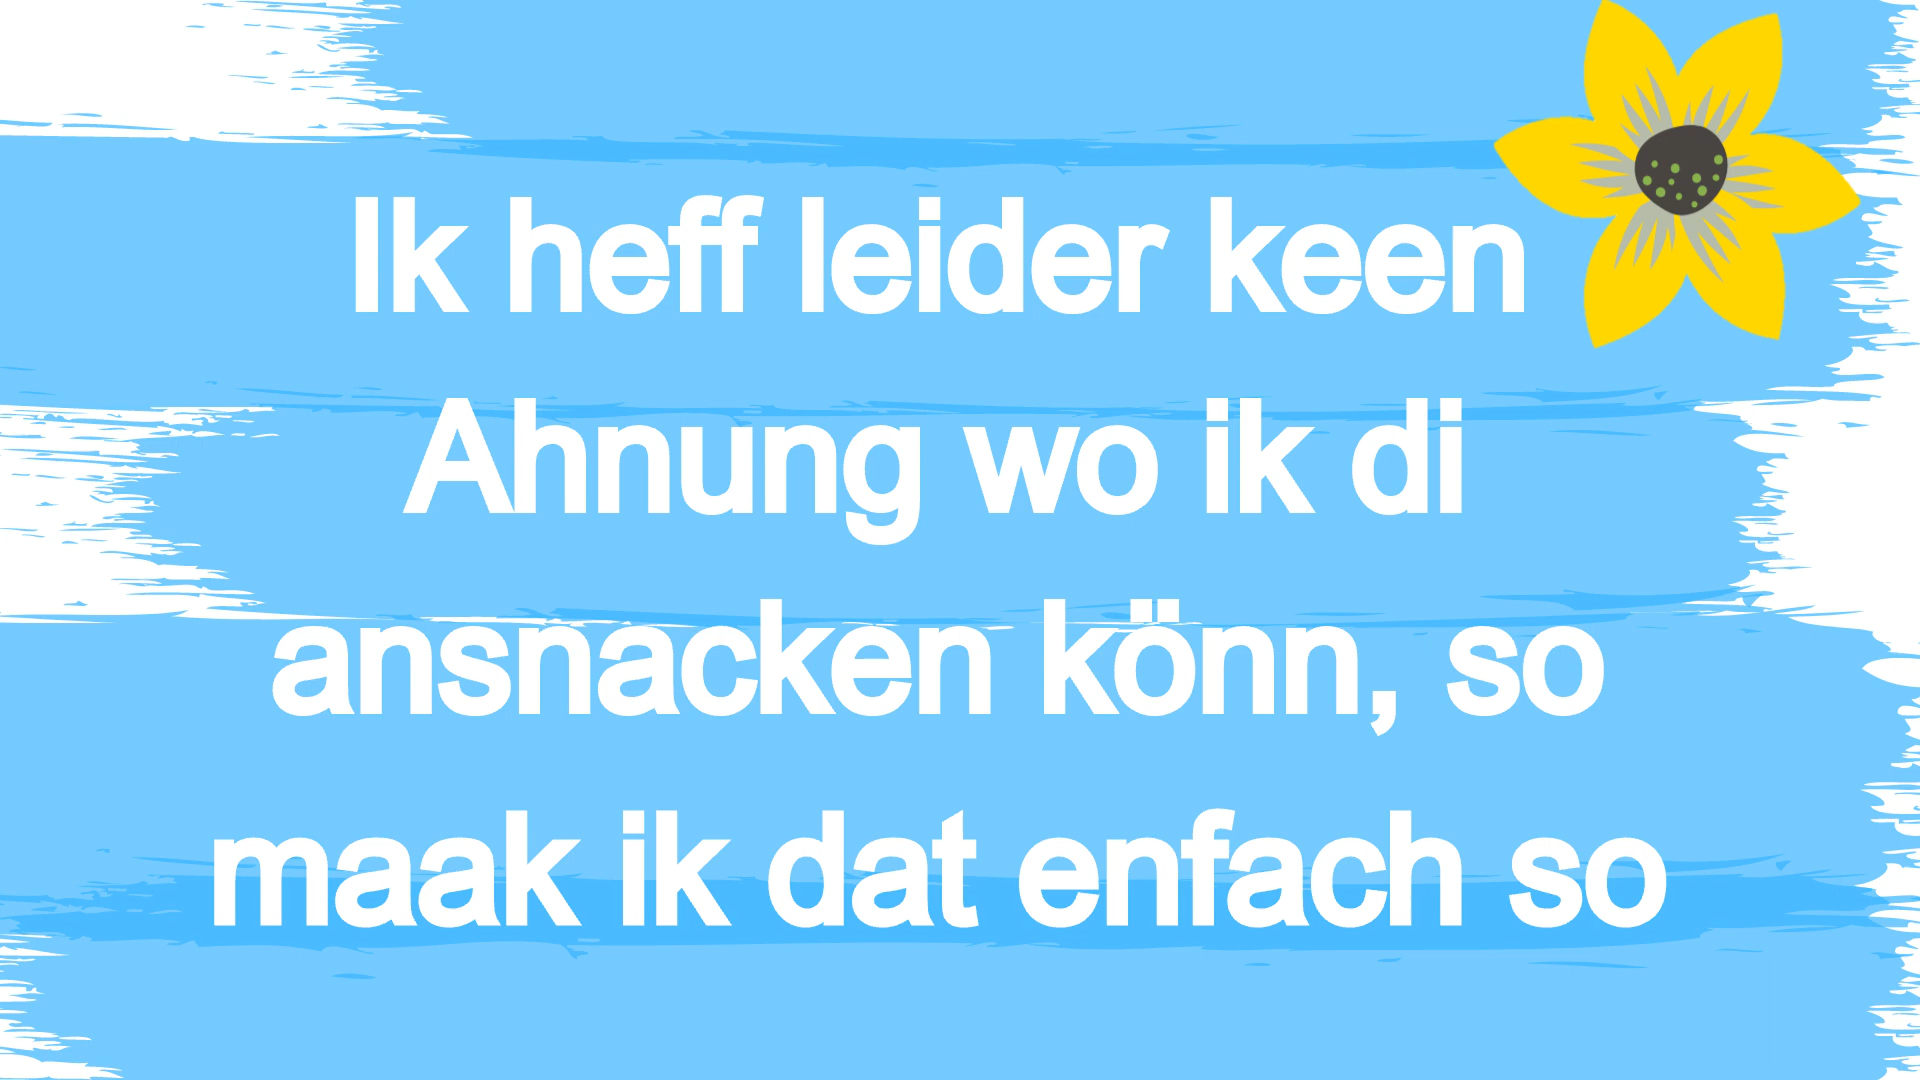 Ik heff leider keen
Ahnung wo ik di
ansnacken könn, so
maak ik dat enfach so